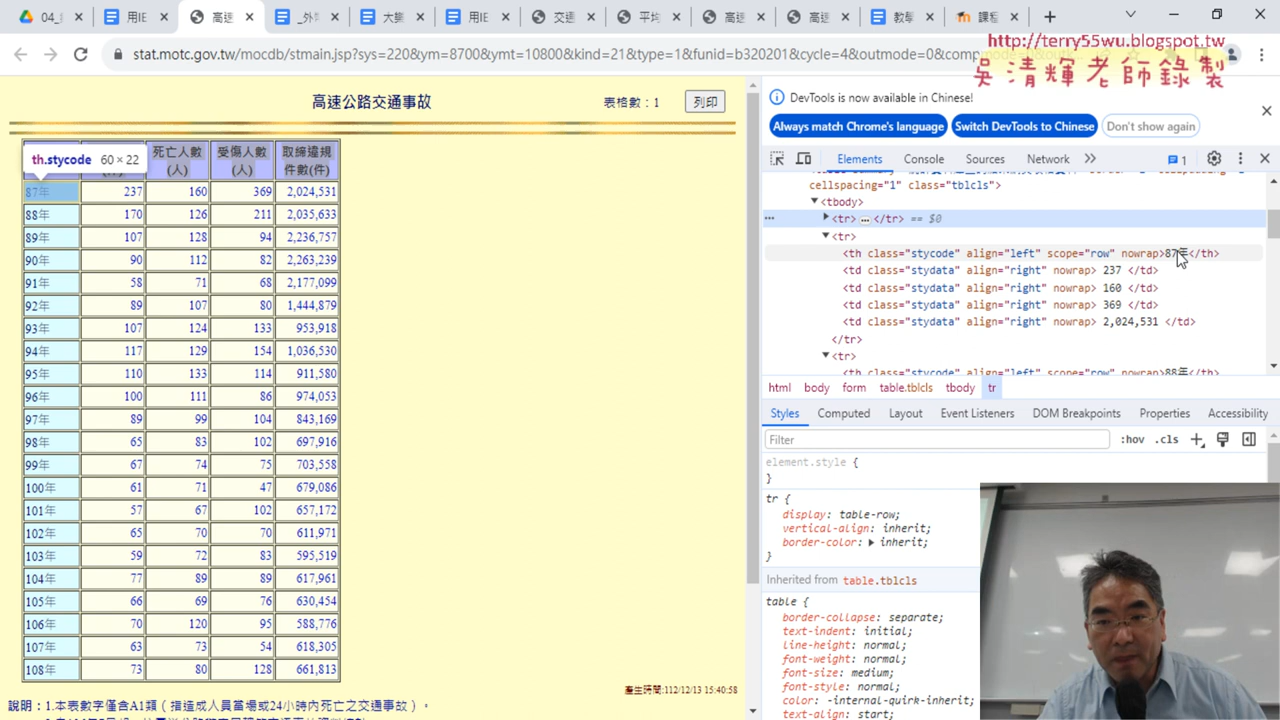 04_ 用IE 高速 _外 大樂 用IE 交通 平均 高速 高速 教學 課程
stat.motc.gov.tw/mocdb/strmain.jsp?sys=220&ym=8700&ymt=10800&kind=21&type=1&funid=b320201&cycle=4&outmode=0&com
http://terry55wu.blogspot.tw
吳清輝老師錄製
高速公路交通事故 表格數：1 列印
th.stycode 60 × 22
死亡人數 受傷人數 取締違規
(人) (人) 件數(件)
87年 237 160 369 2,024,531
88年 170 126 211 2,035,633
89年 107 128 94 2,236,757
90年 90 112 82 2,263,239
91年 58 71 68 2,177,099
92年 89 107 80 1,444,879
93年 107 124 133 953,918
94年 117 129 154 1,036,530
95年 110 133 114 911,580
96年 100 111 86 974,053
97年 89 99 104 843,169
98年 65 83 102 697,916
99年 67 74 75 703,558
100年 61 71 47 679,086
101年 57 67 102 657,172
102年 65 70 70 611,971
103年 59 72 83 595,519
104年 77 89 89 617,961
105年 66 69 76 630,454
106年 70 120 95 588,776
107年 63 73 54 618,305
108年 73 80 128 661,813
產生時間:112/12/13 15:40:58
說明：1.本表數字僅含A1類（指造成人員當場或24小時內死亡之交通事故）。
DevTools is now available in Chinese!
Always match Chrome's language Switch DevTools to Chinese Don't show again
Elements Console Sources Network 1
cellspacing="1" class="tblcls">
<tbody>
<tr> … </tr> == $0
<tr>
<th class="stycode" align="left" scope="row" nowrap>87年</th>
<td class="stydata" align="right" nowrap> 237 </td>
<td class="stydata" align="right" nowrap> 160 </td>
<td class="stydata" align="right" nowrap> 369 </td>
<td class="stydata" align="right" nowrap> 2,024,531 </td>
</tr>
<tr>
<th class="stycode" align="left" scope="row" nowrap>88年</th>
html body form table.tblcls tbody tr
Styles Computed Layout Event Listeners DOM Breakpoints Properties Accessibility
Filter :hov .cls
element.style {
}
tr {
display: table-row;
vertical-align: inherit;
border-color: inherit;
}
Inherited from table.tblcls
table {
border-collapse: separate;
text-indent: initial;
line-height: normal;
font-weight: normal;
font-size: medium;
font-style: normal;
color: -internal-quirk-inherit;
text-align: start;